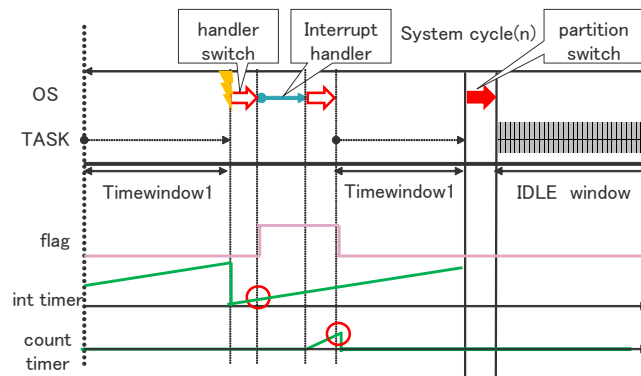 handler
switch
Interrupt
handler
System cycle(n)
partition
switch
OS
TASK
Timewindow1
Timewindow1
IDLE window
flag
int timer
count
timer